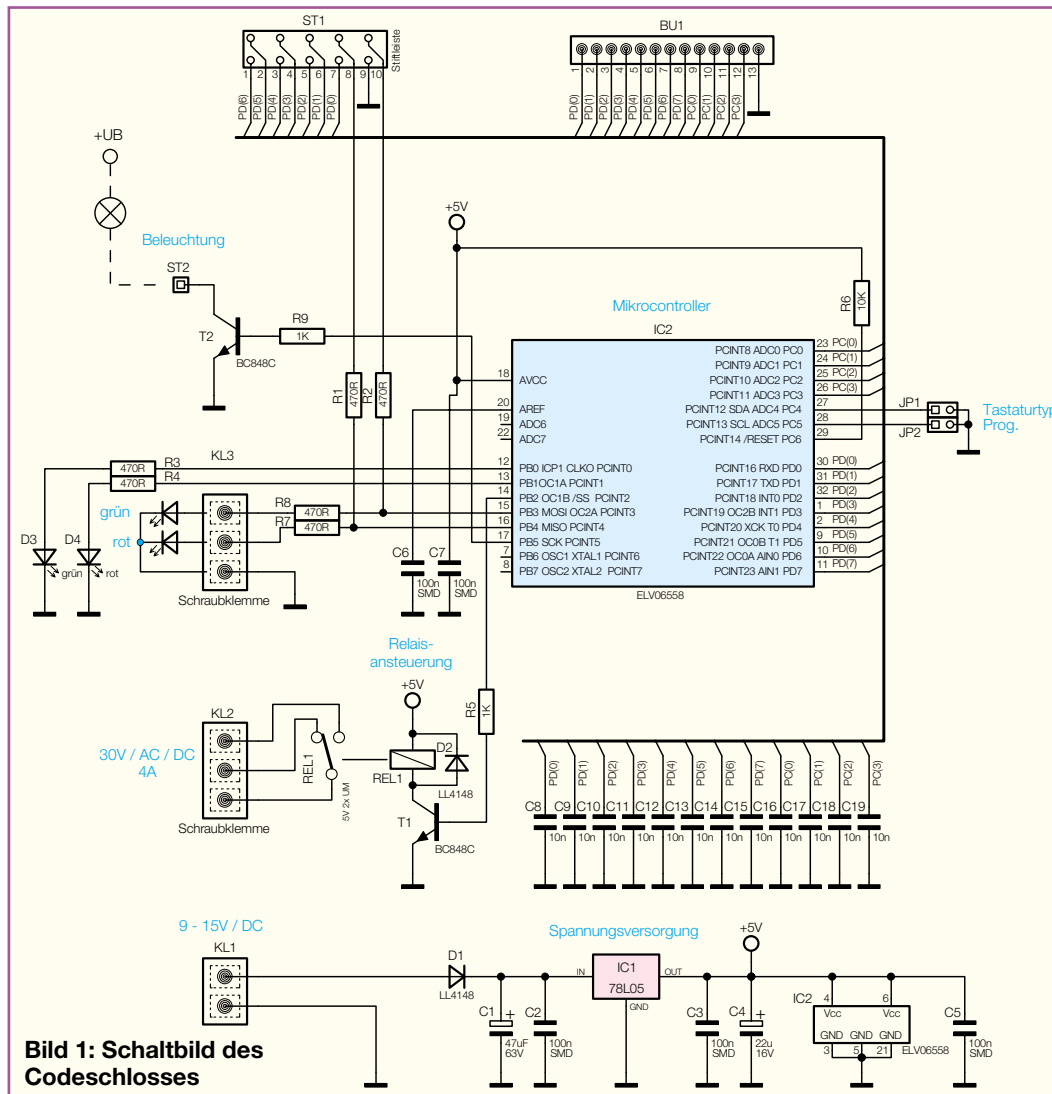 ST1
Stiftleiste
1 2 3 4 5 6 7 8 9 10
PD(6) PD(5) PD(4) PD(3) PD(2) PD(1) PD(0)
BU1
1 2 3 4 5 6 7 8 9 10 11 12 13
PD(0) PD(1) PD(2) PD(3) PD(4) PD(5) PD(6) PD(7) PC(0) PC(1) PC(2) PC(3)
+UB
Beleuchtung
ST2
T2
BC848C
R9
1K
+5V
R1
470R
R2
470R
R6
10K
Mikrocontroller
IC2
18 AVCC
20 AREF
19 ADC6
22 ADC7
12 PB0 ICP1 CLKO PCINT0
13 PB1OC1A PCINT1
14 PB2 OC1B /SS PCINT2
15 PB3 MOSI OC2A PCINT3
16 PB4 MISO PCINT4
17 PB5 SCK PCINT5
7 PB6 OSC1 XTAL1 PCINT6
8 PB7 OSC2 XTAL2 PCINT7
PCINT8 ADC0 PC0 23 PC(0)
PCINT9 ADC1 PC1 24 PC(1)
PCINT10 ADC2 PC2 25 PC(2)
PCINT11 ADC3 PC3 26 PC(3)
PCINT12 SDA ADC4 PC4 27
PCINT13 SCL ADC5 PC5 28
PCINT14 /RESET PC6 29
PCINT16 RXD PD0 30 PD(0)
PCINT17 TXD PD1 31 PD(1)
PCINT18 INT0 PD2 32 PD(2)
PCINT19 OC2B INT1 PD3 1 PD(3)
PCINT20 XCK T0 PD4 2 PD(4)
PCINT21 OC0B T1 PD5 9 PD(5)
PCINT22 OC0A AIN0 PD6 10 PD(6)
PCINT23 AIN1 PD7 11 PD(7)
ELV06558
JP1
JP2
Tastaturtyp
Prog.
470R R3
470R R4
KL3
grün
rot
R8
470R
R7
470R
D3
grün
D4
rot
Schraubklemme
C6
100n
SMD
C7
100n
SMD
Relais-
ansteuerung
+5V
R5
1K
KL2
30V / AC / DC
4A
Schraubklemme
REL1
5V 2x UM
REL1
D2
LL4148
T1
BC848C
PD(0) PD(1) PD(2) PD(3) PD(4) PD(5) PD(6) PD(7) PC(0) PC(1) PC(2) PC(3)
C8 C9 C10 C11 C12 C13 C14 C15 C16 C17 C18 C19
10n 10n 10n 10n 10n 10n 10n 10n 10n 10n 10n 10n
9 - 15V / DC
KL1
D1
LL4148
C1
+
47uF
63V
C2
100n
SMD
Spannungsversorgung
IN
IC1
78L05
OUT
GND
C3
100n
SMD
+5V
C4
+
22u
16V
IC2
4 6
Vcc Vcc
GND GND GND
3 5 21
ELV06558
C5
100n
SMD
Bild 1: Schaltbild des
Codeschlosses